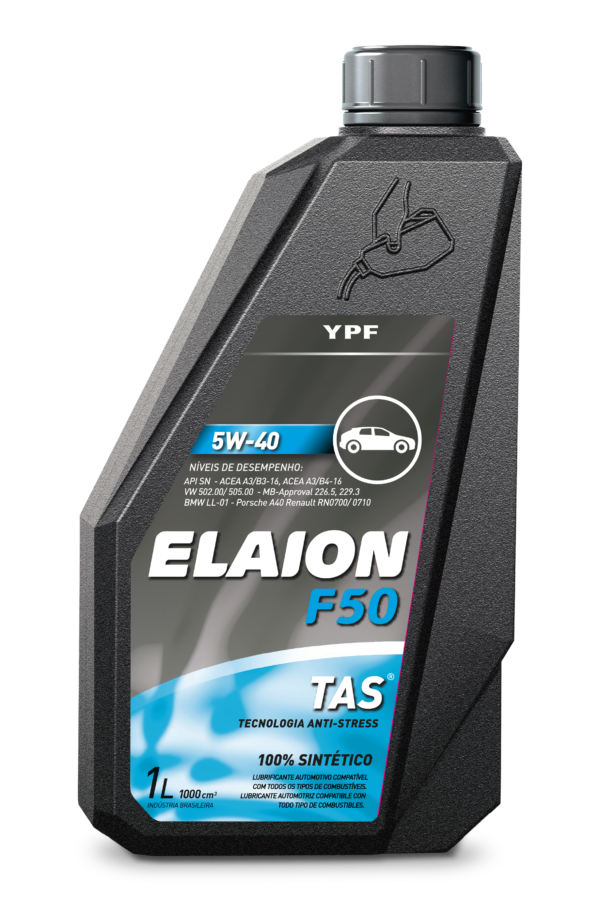 YPF
5W-40
NÍVEIS DE DESEMPENHO:
API SN - ACEA A3/B3-16, ACEA A3/B4-16
VW 502.00/ 505.00 - MB-Approval 226.5, 229.3
BMW LL-01 - Porsche A40 Renault RN0700/ 0710
ELAION
F50
TAS®
TECNOLOGIA ANTI-STRESS
100% SINTÉTICO
LUBRIFICANTE AUTOMOTIVO COMPATÍVEL
COM TODOS OS TIPOS DE COMBUSTÍVEIS.
LUBRICANTE AUTOMOTRIZ COMPATIBLE CON
TODO TIPO DE COMBUSTIBLES.
1L 1000 cm³
INDÚSTRIA BRASILEIRA